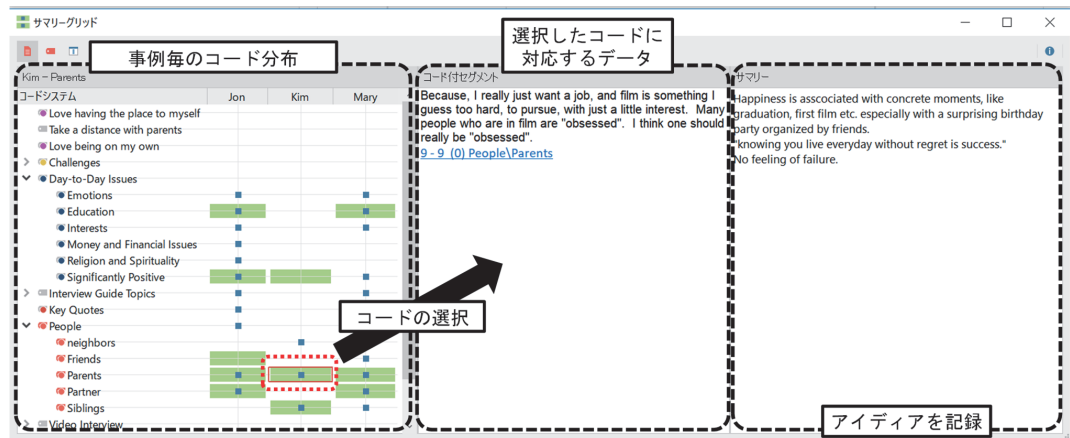 サマリーグリッド
事例毎のコード分布
選択したコードに
対応するデータ
Kim – Parents
コード付セグメント
サマリー
コードシステム Jon Kim Mary
Love having the place to myself
Take a distance with parents
Love being on my own
Challenges
Day-to-Day Issues
Emotions
Education
Interests
Money and Financial Issues
Religion and Spirituality
Significantly Positive
Interview Guide Topics
Key Quotes
People
neighbors
Friends
Parents
Partner
Siblings
Video Interview
Because, I really just want a job, and film is something I
guess too hard, to pursue, with just a little interest. Many
people who are in film are "obsessed". I think one should
really be "obsessed".
9 - 9 (0) People\Parents
コードの選択
Happiness is asscociated with concrete moments, like
graduation, first film etc. especially with a surprising birthday
party organized by friends.
"knowing you live everyday without regret is success."
No feeling of failure.
アイディアを記録